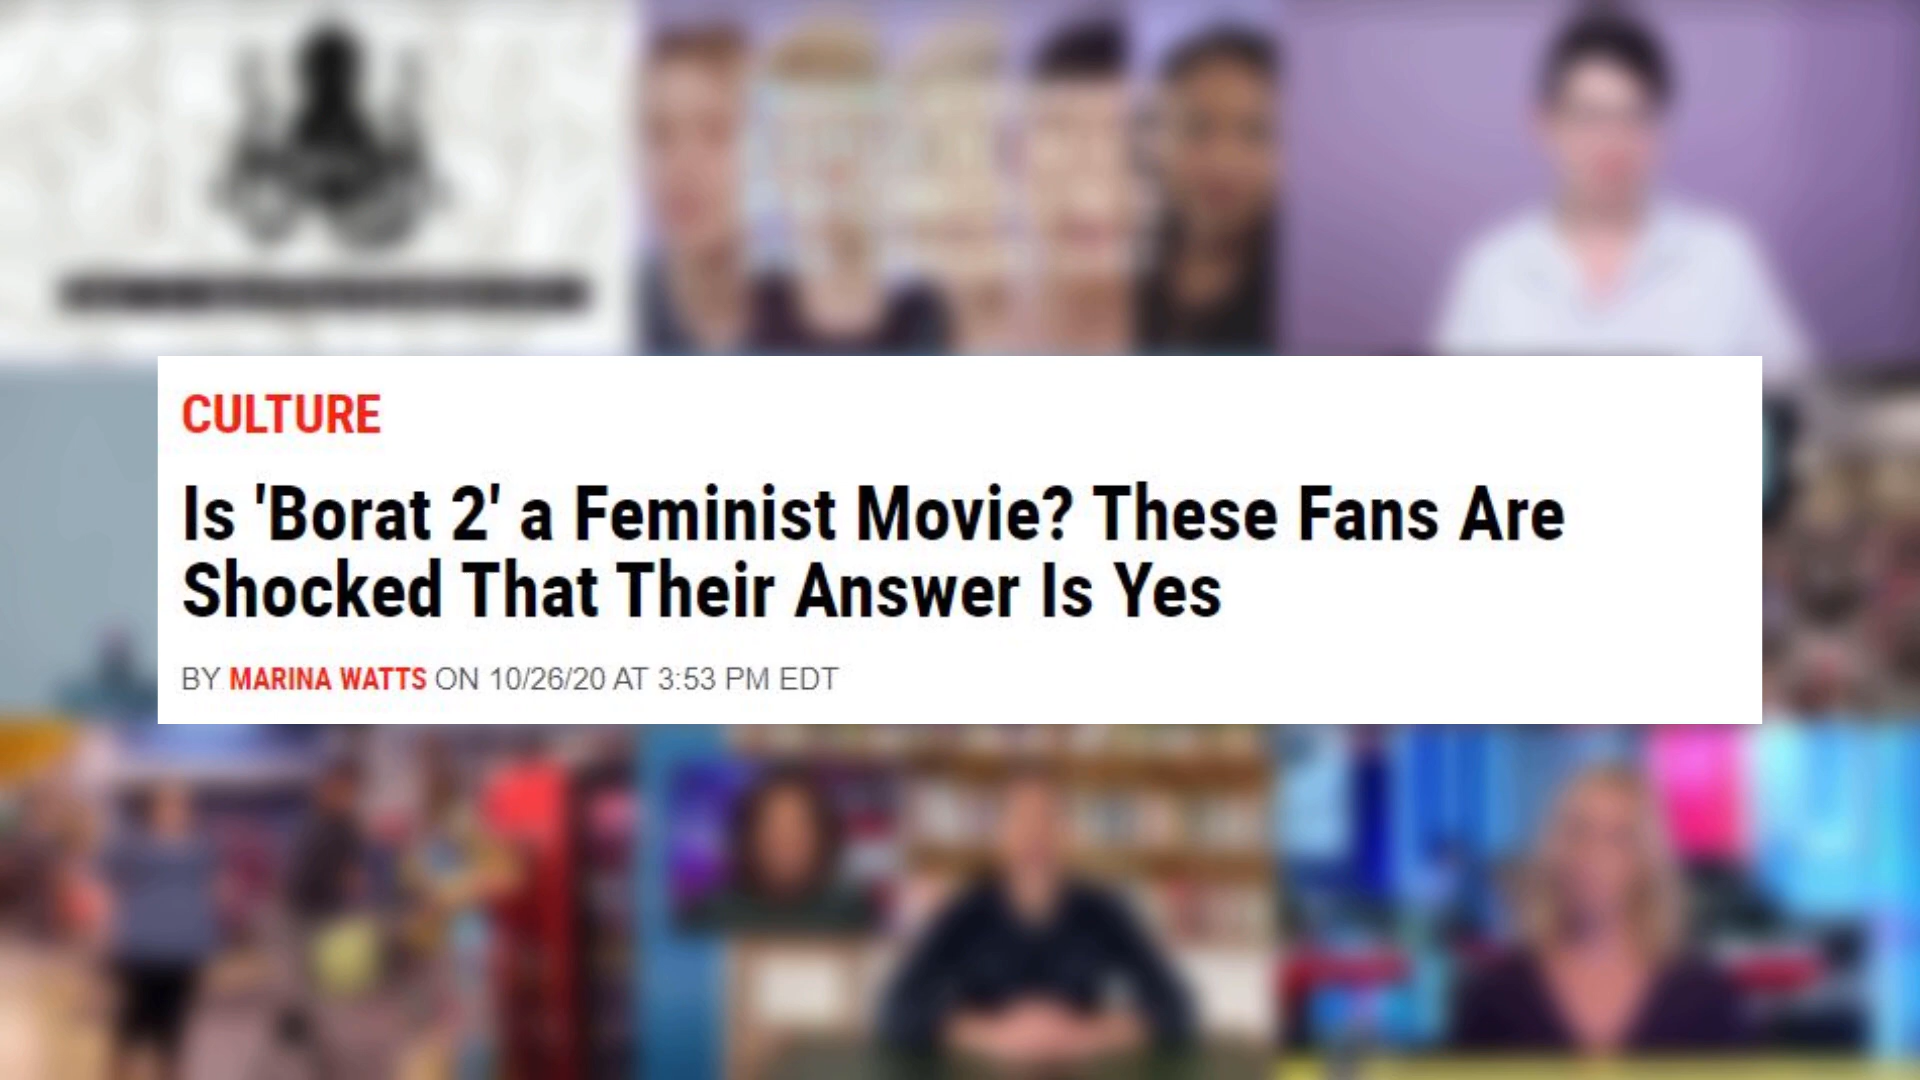 CULTURE
Is 'Borat 2' a Feminist Movie? These Fans Are
Shocked That Their Answer Is Yes
BY MARINA WATTS ON 10/26/20 AT 3:53 PM EDT